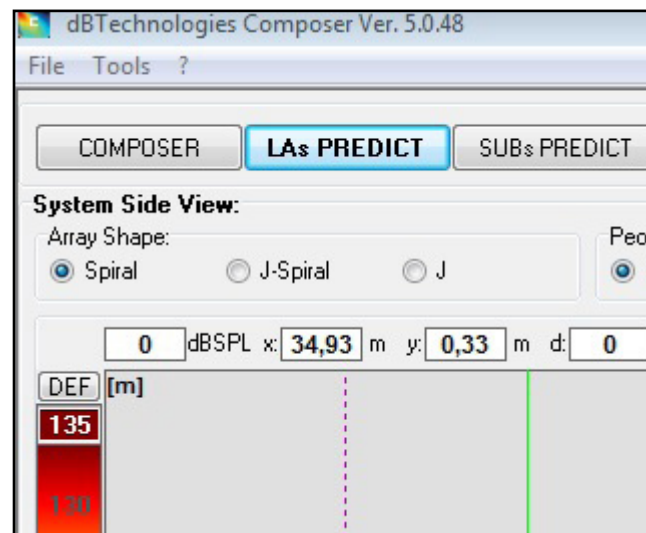 dBTechnologies Composer Ver. 5.0.48
File Tools ?
COMPOSER LAs PREDICT SUBs PREDICT
System Side View:
Array Shape: Peo
Spiral J-Spiral J
0 dBSPL x: 34,93 m y: 0,33 m d: 0
DEF [m]
135
130